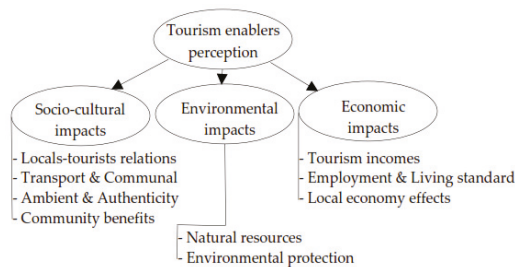 Tourism enablers
perception
Socio-cultural
impacts
Environmental
impacts
Economic
impacts
- Locals-tourists relations
- Transport & Communal
- Ambient & Authenticity
- Community benefits
- Natural resources
- Environmental protection
- Tourism incomes
- Employment & Living standard
- Local economy effects